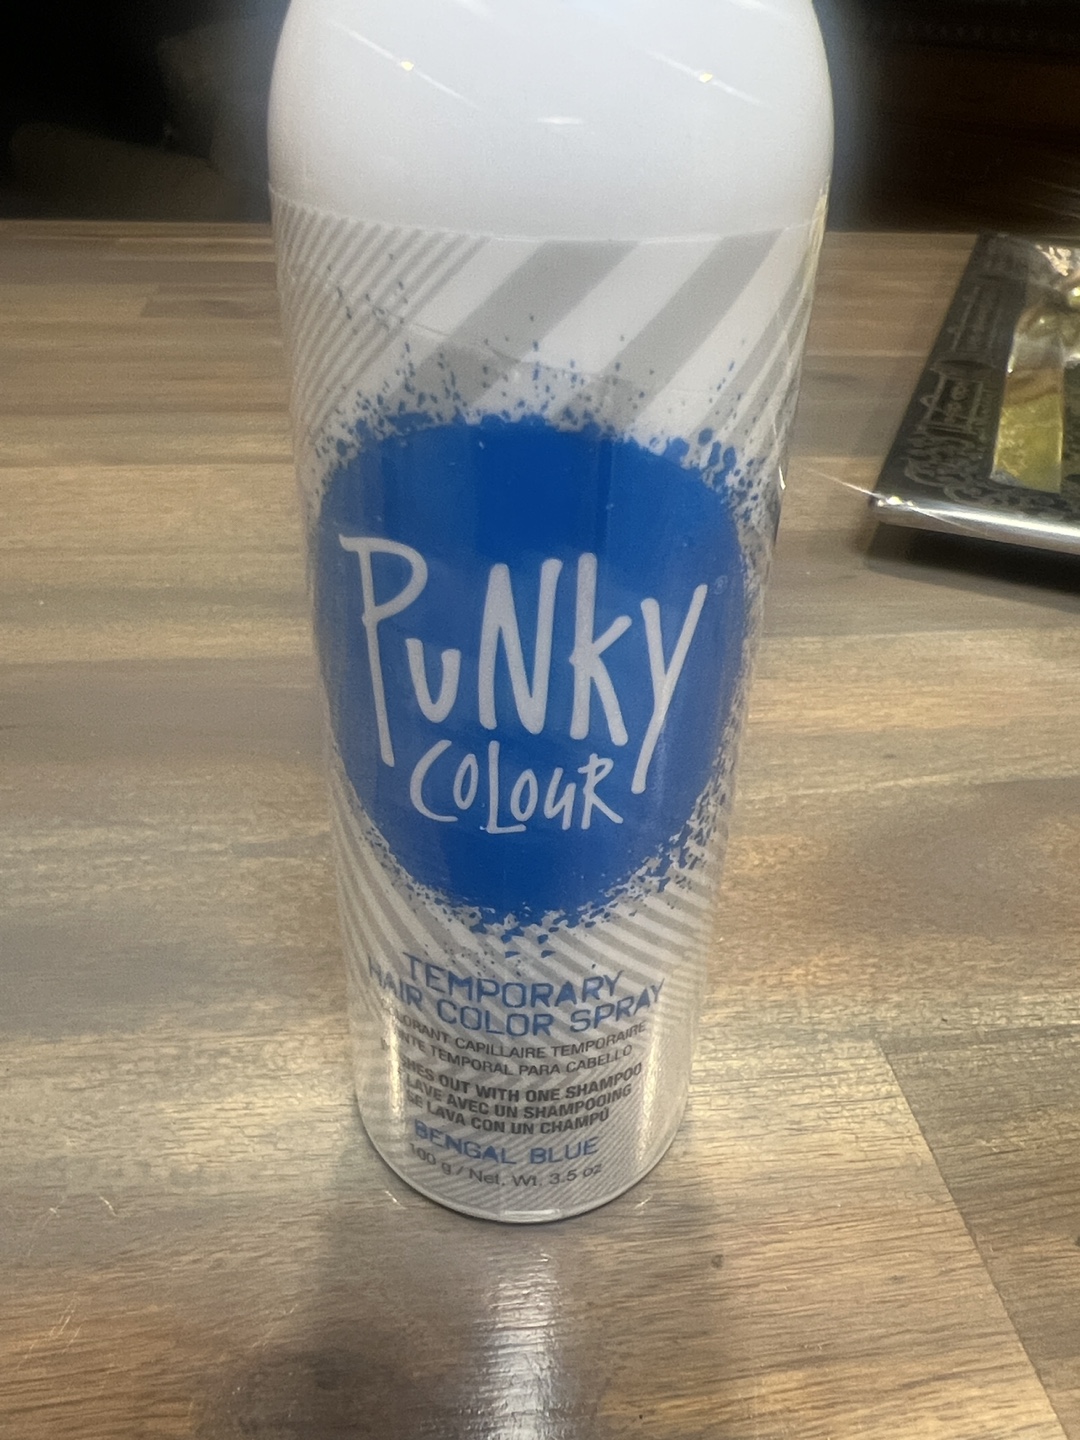 PUNKY
COLOUR
TEMPORARY
HAIR COLOR SPRAY
CAPILLAIRE TEMPORAIRE
TEMPORAL PARA CABELLO
OUT WITH ONE SHAMPOO
LAVE AVEC UN SHAMPOOING
SE LAVA CON UN CHAMPÚ
BENGAL BLUE
100 g / Net. Wt. 3.5 oz